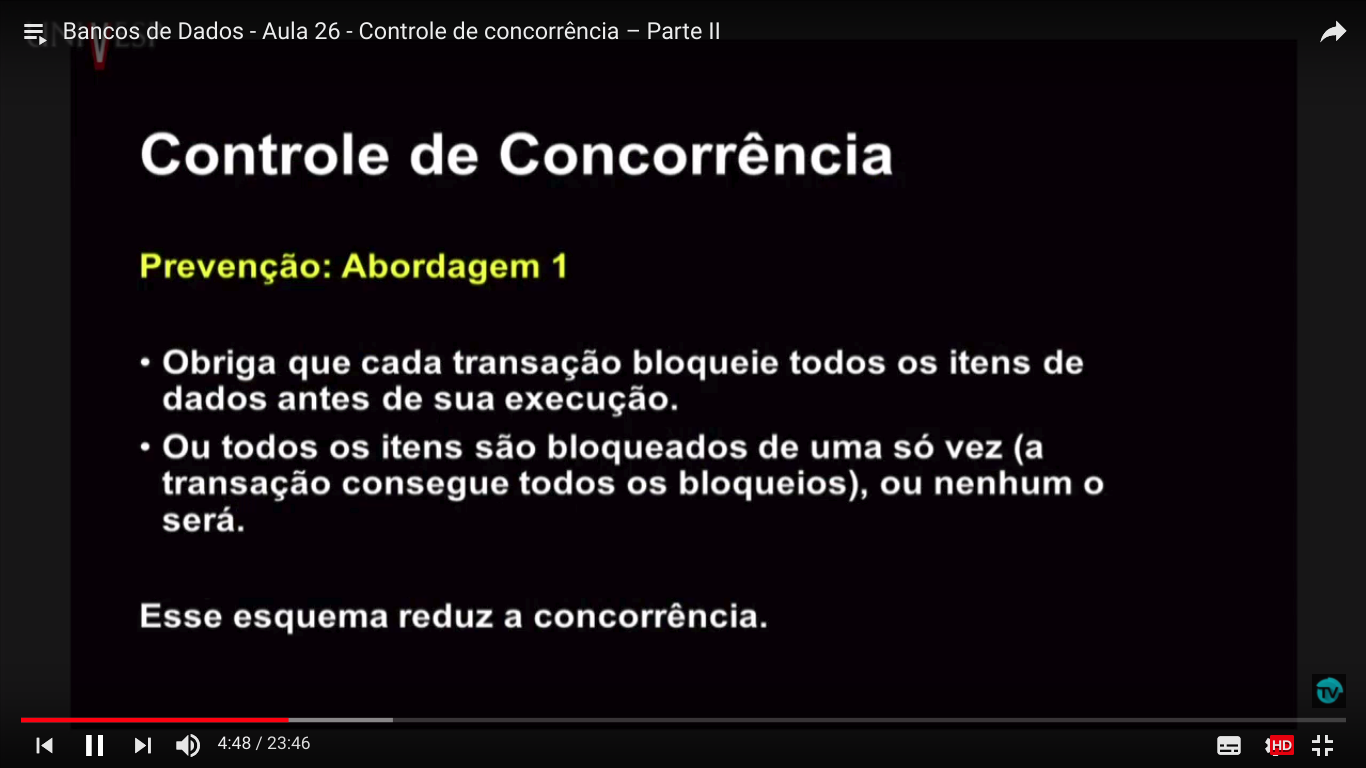 Bancos de Dados - Aula 26 - Controle de concorrência – Parte II
UNIVESP
Controle de Concorrência
Prevenção: Abordagem 1
• Obriga que cada transação bloqueie todos os itens de
dados antes de sua execução.
• Ou todos os itens são bloqueados de uma só vez (a
transação consegue todos os bloqueios), ou nenhum o
será.
Esse esquema reduz a concorrência.
TV
4:48 / 23:46
HD